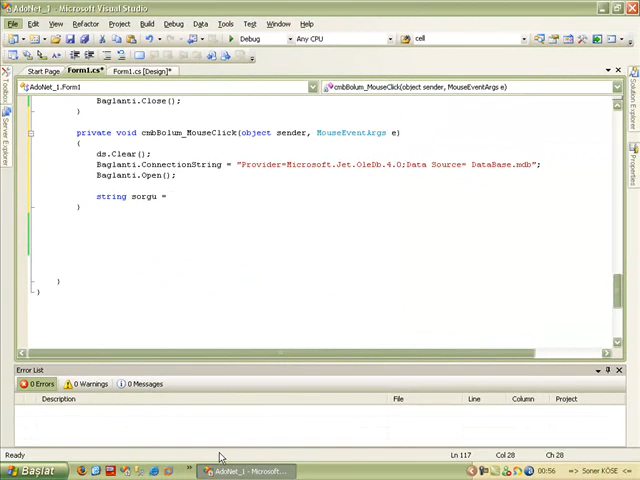 AdoNet_1 - Microsoft Visual Studio
File Edit View Refactor Project Build Debug Data Tools Test Window Help
Debug Any CPU cell
Start Page Form1.cs* Form1.cs [Design]*
AdoNet_1.Form1 cmbBolum_MouseClick(object sender, MouseEventArgs e)
Baglanti.Close();
}
private void cmbBolum_MouseClick(object sender, MouseEventArgs e)
{
ds.Clear();
Baglanti.ConnectionString = "Provider=Microsoft.Jet.OleDb.4.0;Data Source= DataBase.mdb";
Baglanti.Open();
string sorgu =
}
}
}
Toolbox
Server Explorer
Solution Explorer
Properties
Error List
0 Errors 0 Warnings 0 Messages
Description File Line Column Project
Ready Ln 117 Col 28 Ch 28
Başlat AdoNet_1 - Microsoft... 00:56 Soner KÖSE